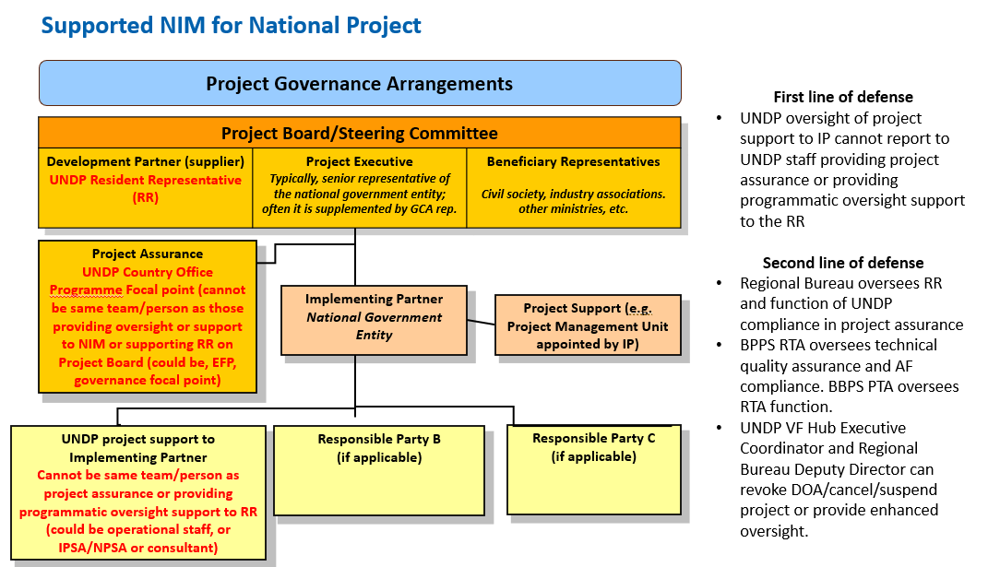 Supported NIM for National Project
Project Governance Arrangements
Project Board/Steering Committee
Development Partner (supplier)
UNDP Resident Representative
(RR)
Project Executive
Typically, senior representative of
the national government entity;
often it is supplemented by GCA rep.
Beneficiary Representatives
Civil society, industry associations.
other ministries, etc.
Project Assurance
UNDP Country Office
Programme Focal point (cannot
be same team/person as those
providing oversight or support
to NIM or supporting RR on
Project Board (could be, EFP,
governance focal point)
Implementing Partner
National Government
Entity
Project Support (e.g.
Project Management Unit
appointed by IP)
UNDP project support to
Implementing Partner
Cannot be same team/person as
project assurance or providing
programmatic oversight support to RR
(could be operational staff, or
IPSA/NPSA or consultant)
Responsible Party B
(if applicable)
Responsible Party C
(if applicable)
First line of defense
• UNDP oversight of project
support to IP cannot report to
UNDP staff providing project
assurance or providing
programmatic oversight support
to the RR
Second line of defense
• Regional Bureau oversees RR
and function of UNDP
compliance in project assurance
• BPPS RTA oversees technical
quality assurance and AF
compliance. BBPS PTA oversees
RTA function.
• UNDP VF Hub Executive
Coordinator and Regional
Bureau Deputy Director can
revoke DOA/cancel/suspend
project or provide enhanced
oversight.